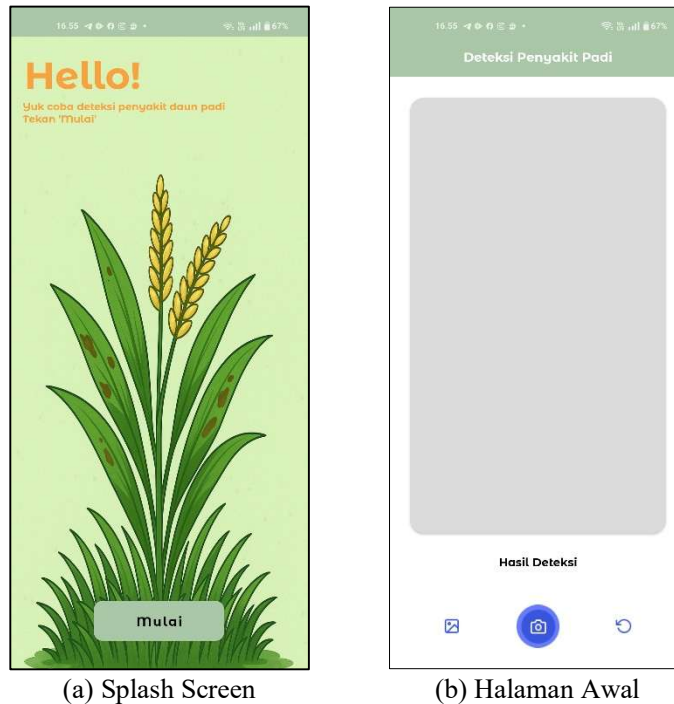 16.55 67%
Hello!
Yuk coba deteksi penyakit daun padi
Tekan 'Mulai'
Mulai
(a) Splash Screen
16.55 67%
Deteksi Penyakit Padi
Hasil Deteksi
(b) Halaman Awal